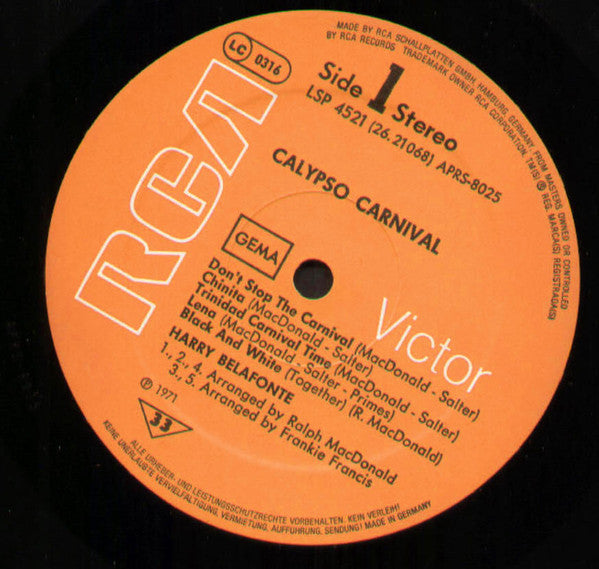 MADE BY RCA SCHALLPLATTEN GMBH, HAMBURG, GERMANY, FROM MASTERS OWNED OR CONTROLLED
BY RCA RECORDS TRADEMARK OWNER RCA CORPORATION TM(S) ® REG. MARCA(S) REGISTRADA(S)
LC 0316
Side 1 Stereo
LSP 4521 (26.21068) APRS-8025
RCA
CALYPSO CARNIVAL
GEMA
Victor
Don't Stop The Carnival (MacDonald - Salter)
Chinita (MacDonald - Salter)
Trinidad Carnival Time (MacDonald - Salter)
Lena (MacDonald - Salter - Primes)
Black And White (Together) (R. MacDonald)
HARRY BELAFONTE
1., 2., 4. Arranged by Ralph MacDonald
3., 5. Arranged by Frankie Francis
℗ 1971
33
ALLE URHEBER- UND LEISTUNGSSCHUTZRECHTE VORBEHALTEN. KEIN VERLEIH!
KEINE UNERLAUBTE VERVIELFÄLTIGUNG, VERMIETUNG, AUFFÜHRUNG, SENDUNG! MADE IN GERMANY